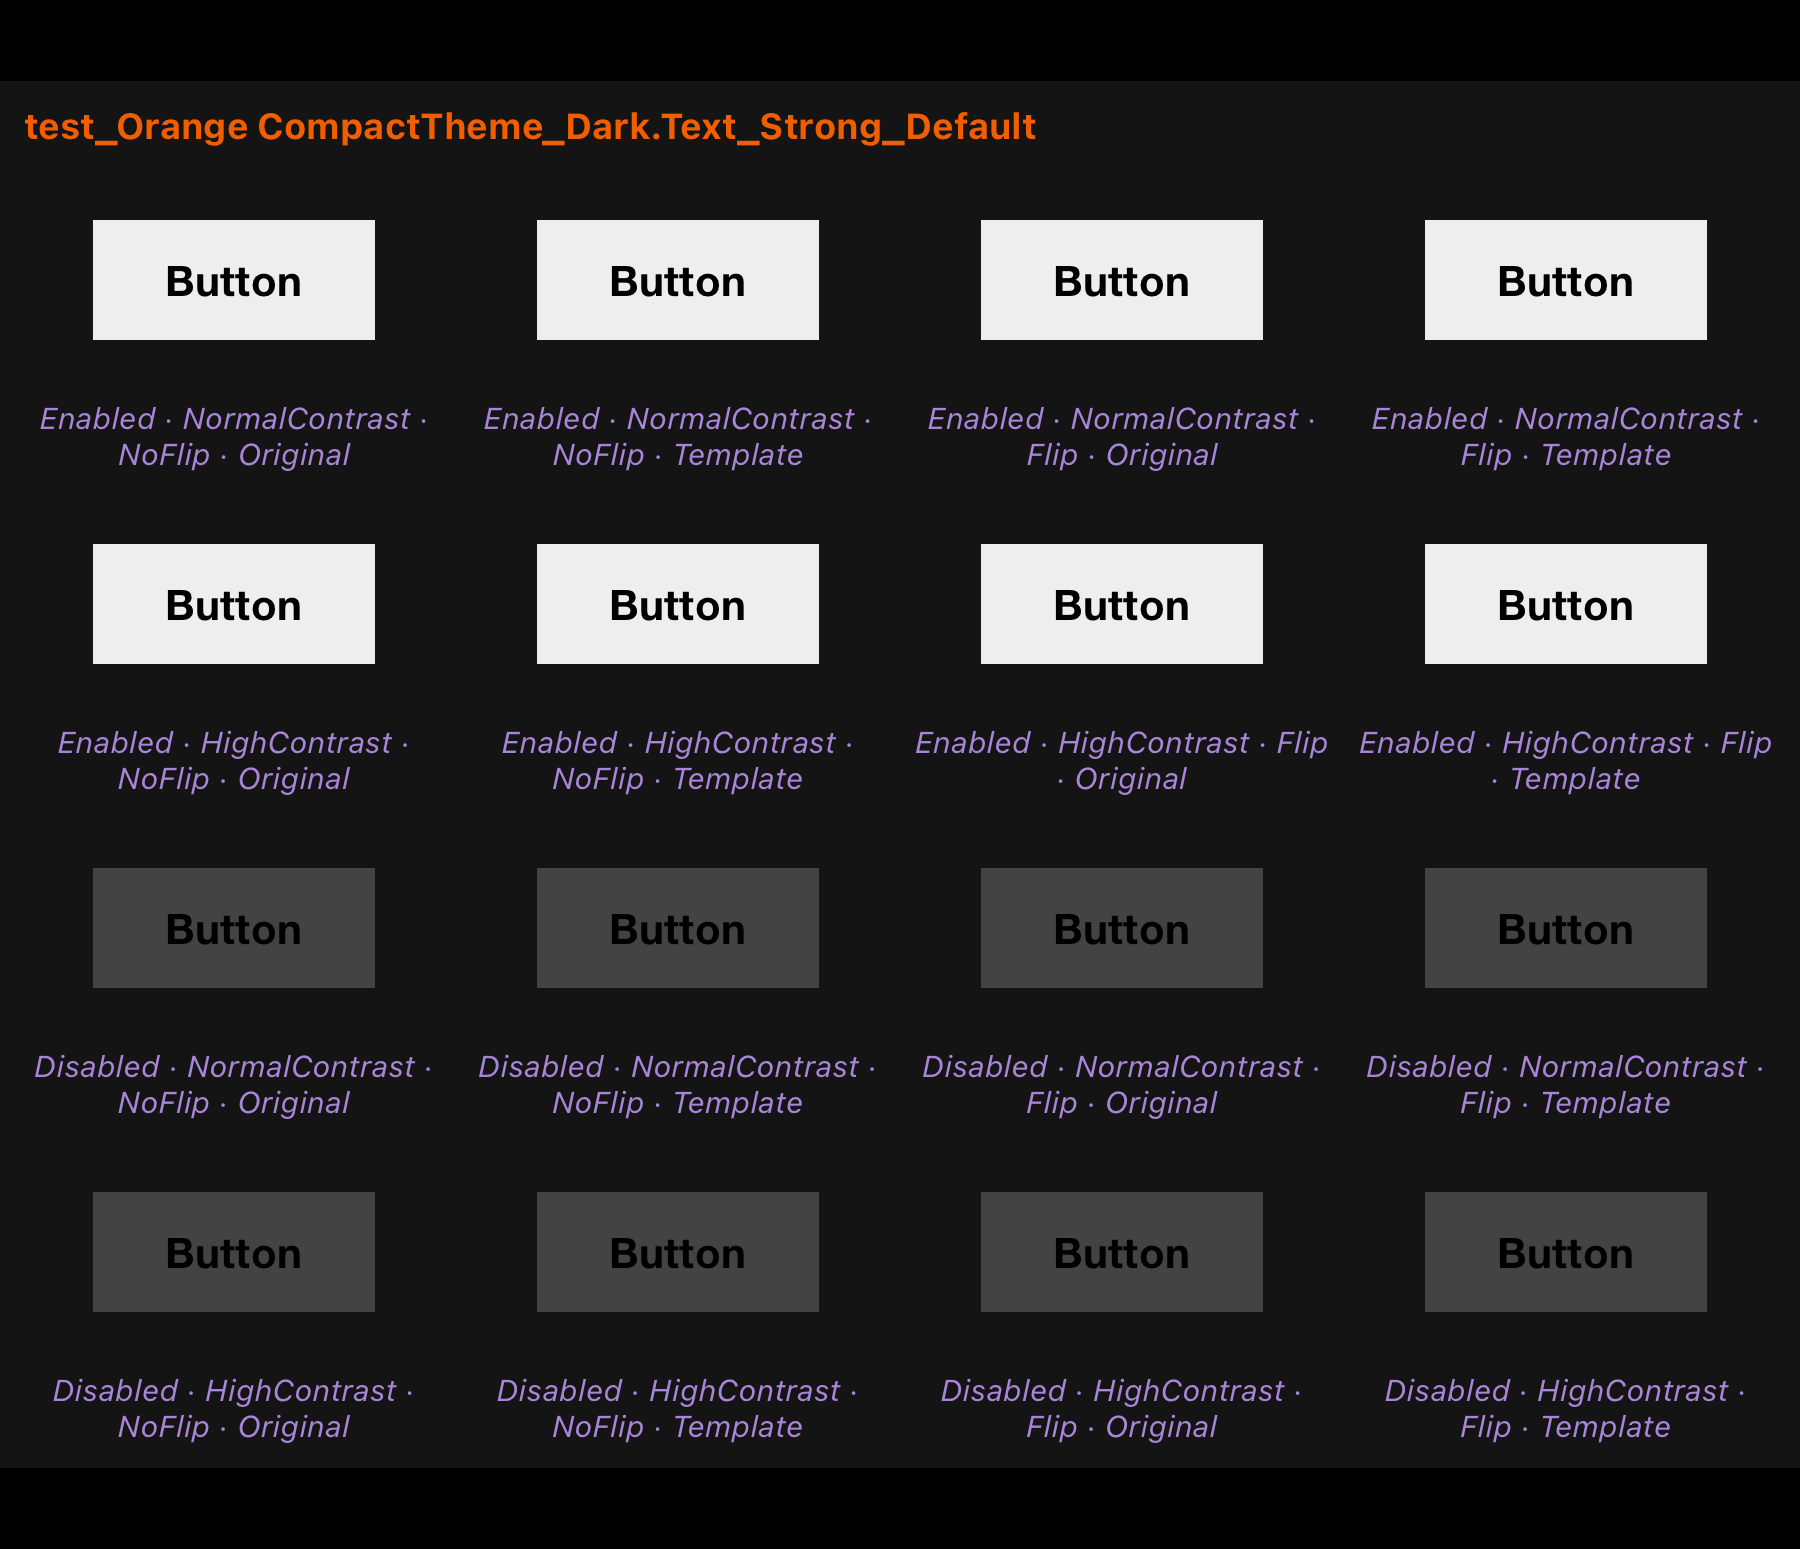 test_Orange CompactTheme_Dark.Text_Strong_Default
Button Button Button Button
Enabled · NormalContrast ·
NoFlip · Original
Enabled · NormalContrast ·
NoFlip · Template
Enabled · NormalContrast ·
Flip · Original
Enabled · NormalContrast ·
Flip · Template
Button Button Button Button
Enabled · HighContrast ·
NoFlip · Original
Enabled · HighContrast ·
NoFlip · Template
Enabled · HighContrast · Flip
· Original
Enabled · HighContrast · Flip
· Template
Button Button Button Button
Disabled · NormalContrast ·
NoFlip · Original
Disabled · NormalContrast ·
NoFlip · Template
Disabled · NormalContrast ·
Flip · Original
Disabled · NormalContrast ·
Flip · Template
Button Button Button Button
Disabled · HighContrast ·
NoFlip · Original
Disabled · HighContrast ·
NoFlip · Template
Disabled · HighContrast ·
Flip · Original
Disabled · HighContrast ·
Flip · Template